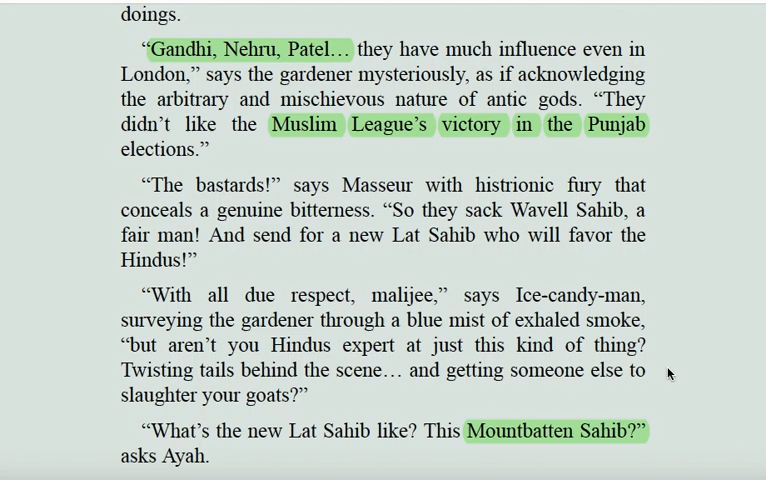 doings.
“Gandhi, Nehru, Patel… they have much influence even in
London,” says the gardener mysteriously, as if acknowledging
the arbitrary and mischievous nature of antic gods. “They
didn’t like the Muslim League’s victory in the Punjab
elections.”
“The bastards!” says Masseur with histrionic fury that
conceals a genuine bitterness. “So they sack Wavell Sahib, a
fair man! And send for a new Lat Sahib who will favor the
Hindus!”
“With all due respect, malijee,” says Ice-candy-man,
surveying the gardener through a blue mist of exhaled smoke,
“but aren’t you Hindus expert at just this kind of thing?
Twisting tails behind the scene… and getting someone else to
slaughter your goats?”
“What’s the new Lat Sahib like? This Mountbatten Sahib?”
asks Ayah.